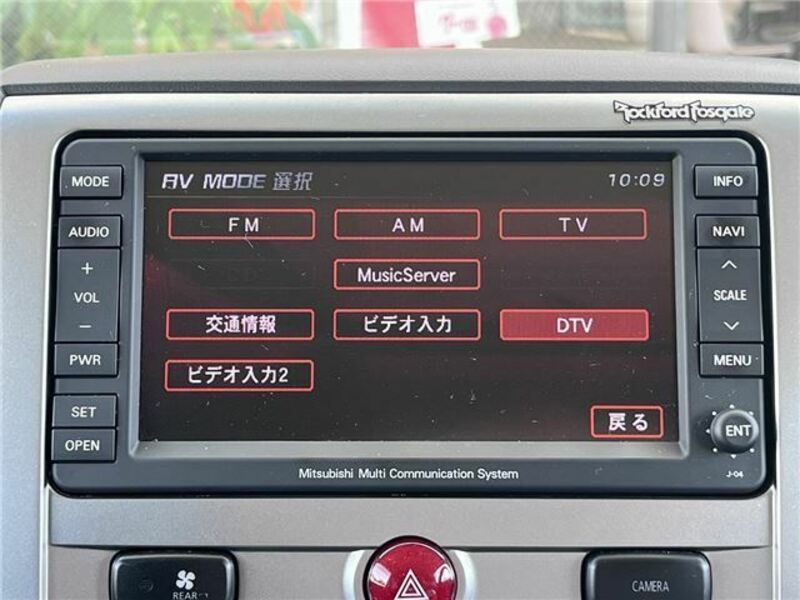 Rockford Fosgate
MODE
AV MODE 選択
10:09
INFO
AUDIO
FM
AM
TV
NAVI
+
VOL
−
MusicServer
SCALE
交通情報
ビデオ入力
DTV
PWR
ビデオ入力2
MENU
SET
戻る
ENT
OPEN
Mitsubishi Multi Communication System
J-04
REAR
CAMERA